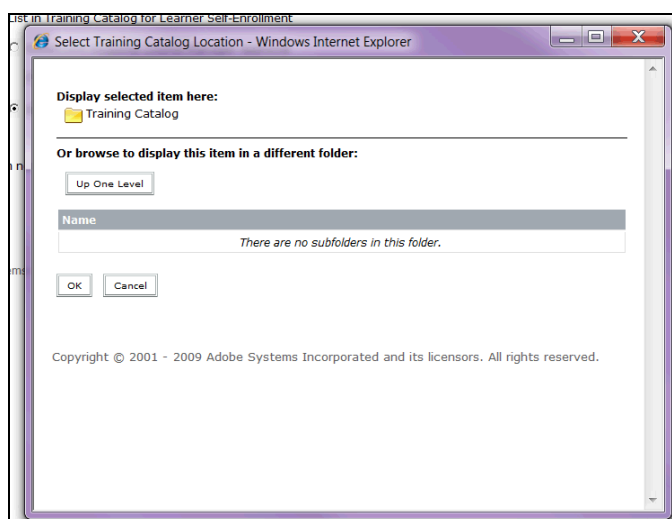 List in Training Catalog for Learner Self-Enrollment
Select Training Catalog Location - Windows Internet Explorer
Display selected item here:
Training Catalog
Or browse to display this item in a different folder:
Up One Level
Name
There are no subfolders in this folder.
OK Cancel
Copyright © 2001 - 2009 Adobe Systems Incorporated and its licensors. All rights reserved.